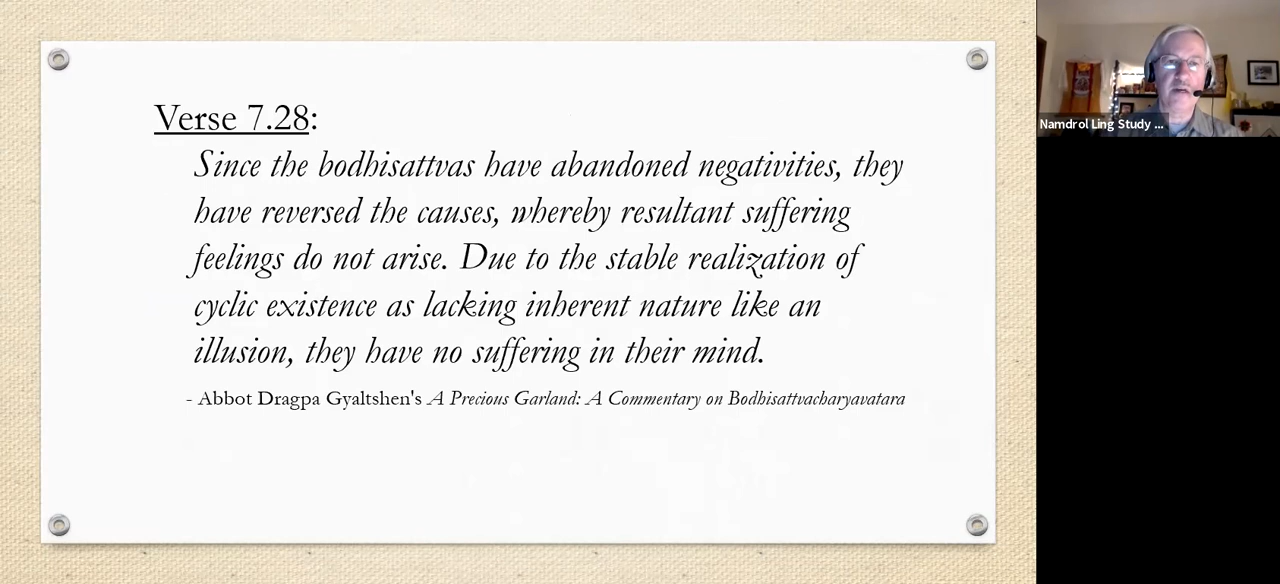 Verse 7.28:
Since the bodhisattvas have abandoned negativities, they
have reversed the causes, whereby resultant suffering
feelings do not arise. Due to the stable realization of
cyclic existence as lacking inherent nature like an
illusion, they have no suffering in their mind.
- Abbot Dragpa Gyaltshen's A Precious Garland: A Commentary on Bodhisattvacharyavatara
Namdrol Ling Study ...